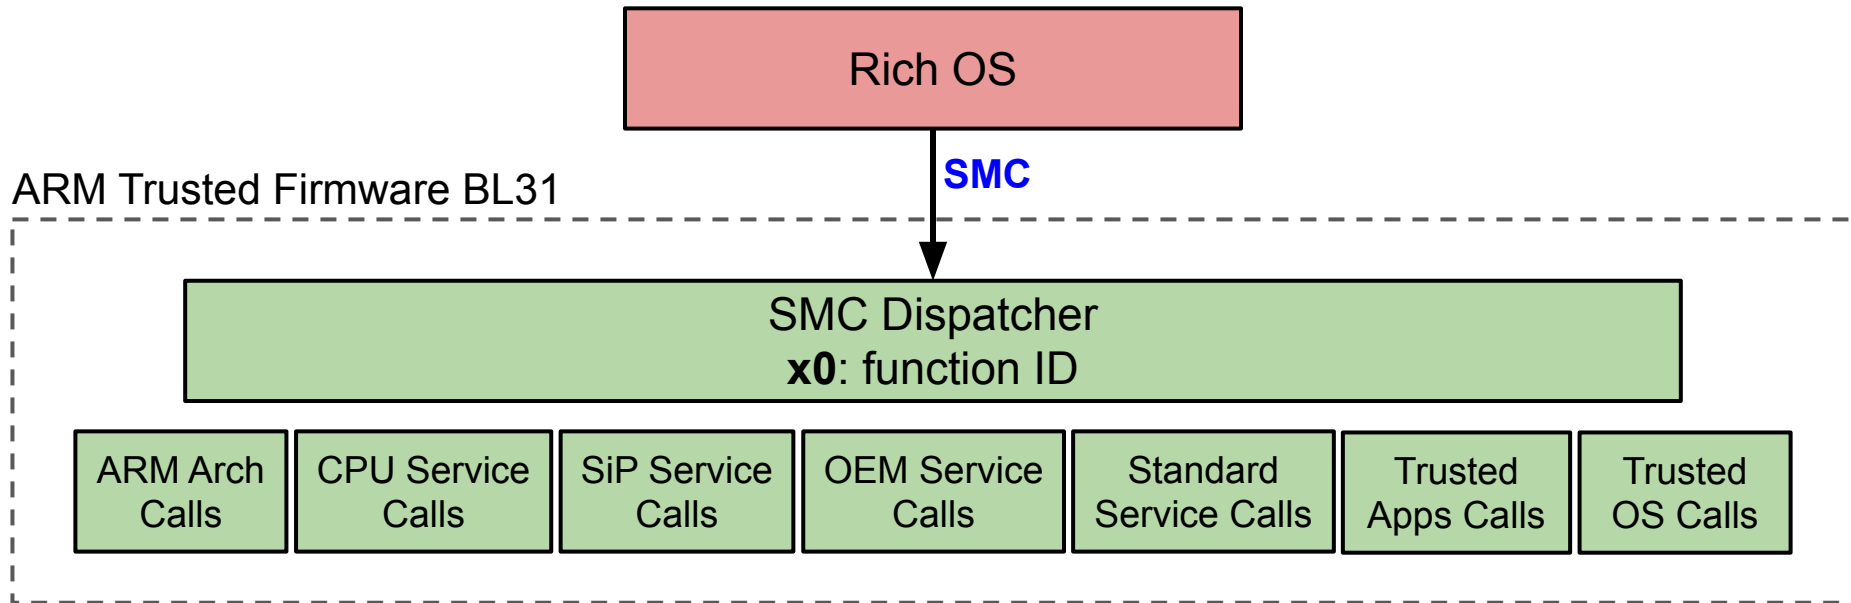 Rich OS
SMC
ARM Trusted Firmware BL31
SMC Dispatcher
x0: function ID
ARM Arch
Calls
CPU Service
Calls
SiP Service
Calls
OEM Service
Calls
Standard
Service Calls
Trusted
Apps Calls
Trusted
OS Calls